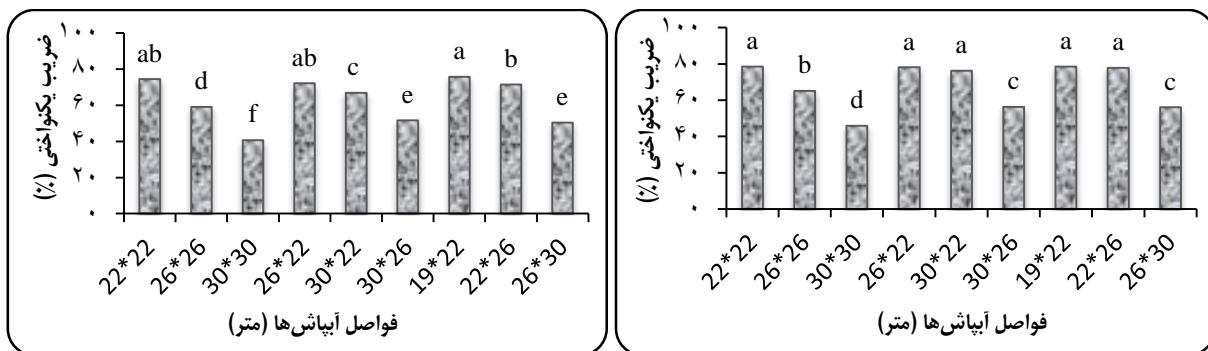 ضریب یکنواختی (%)
۱۰۰
۸۰
۶۰
۴۰
۲۰
۰
ab d f ab c e a b e
22*22 26*26 30*30 26*22 30*22 30*26 19*22 22*26 26*30
فواصل آبپاش‌ها (متر)
ضریب یکنواختی (%)
۱۰۰
۸۰
۶۰
۴۰
۲۰
۰
a b d a a c a a c
22*22 26*26 30*30 26*22 30*22 30*26 19*22 22*26 26*30
فواصل آبپاش‌ها (متر)